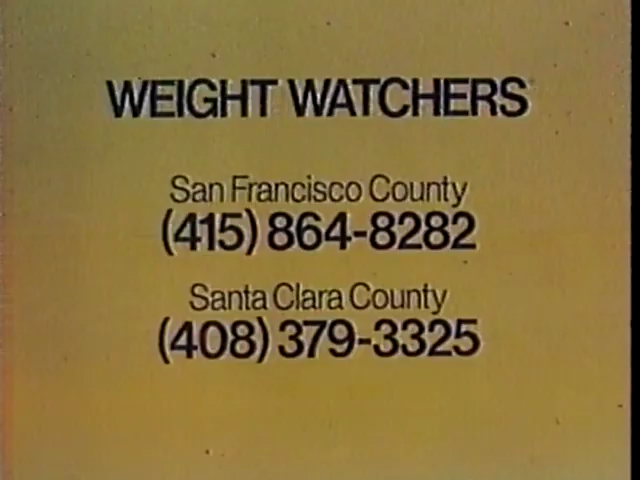 WEIGHT WATCHERS
San Francisco County
(415) 864-8282
Santa Clara County
(408) 379-3325